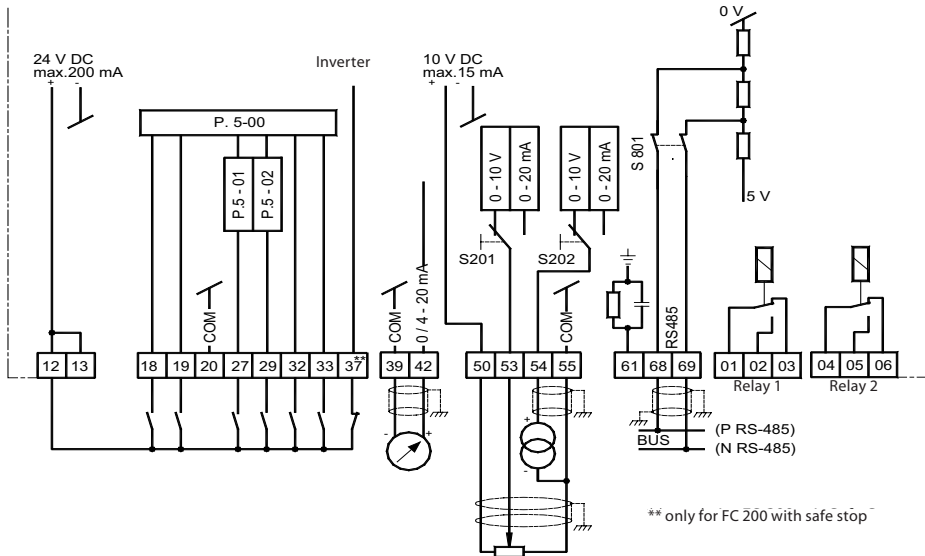 0 V
24 V DC
max.200 mA
+ -
Inverter
10 V DC
max.15 mA
+ -
P. 5-00
P.5 - 01
P.5 - 02
0 - 10 V
0 - 20 mA
0 - 10 V
0 - 20 mA
S 801
5 V
S201
S202
COM
COM
0 / 4 - 20 mA
COM
RS485
**
12 13
18 19 20 27 29 32 33 37
39 42
50 53 54 55
61 68 69
01 02 03
04 05 06
Relay 1
Relay 2
- +
+
-
BUS
(P RS-485)
(N RS-485)
** only for FC 200 with safe stop